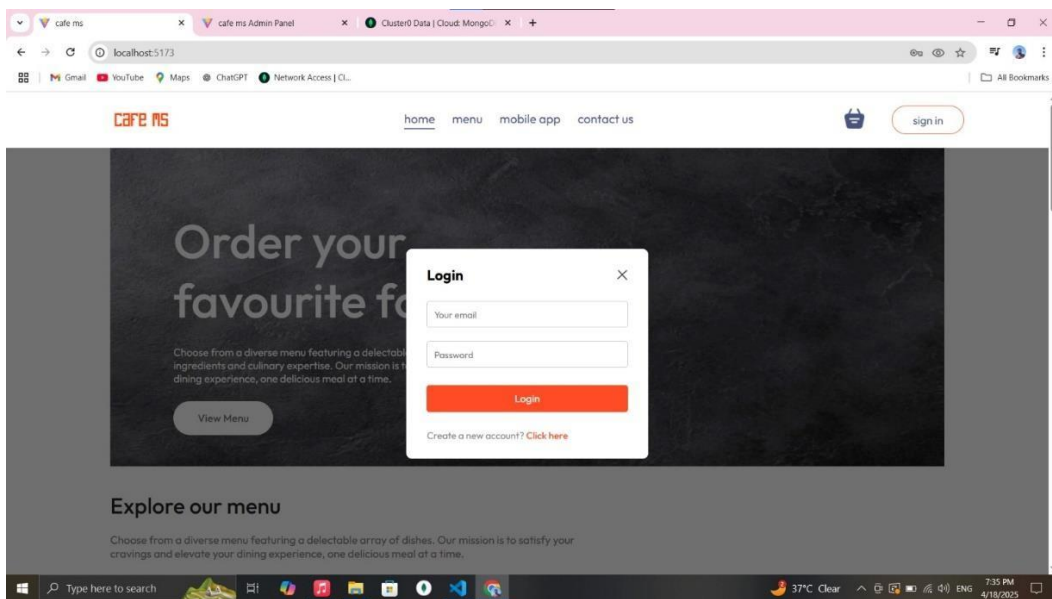 cafe ms
cafe ms Admin Panel
Cluster0 Data | Cloud: MongoD
localhost:5173
Gmail
YouTube
Maps
ChatGPT
Network Access | Cl...
All Bookmarks
CAFE MS
home
menu
mobile app
contact us
sign in
Order your
favourite fo
Choose from a diverse menu featuring a delectabl
ingredients and culinary expertise. Our mission is t
dining experience, one delicious meal at a time.
View Menu
Login
Your email
Password
Login
Create a new account? Click here
Explore our menu
Choose from a diverse menu featuring a delectable array of dishes. Our mission is to satisfy your
cravings and elevate your dining experience, one delicious meal at a time.
Type here to search
37°C Clear
ENG
7:35 PM
4/18/2025